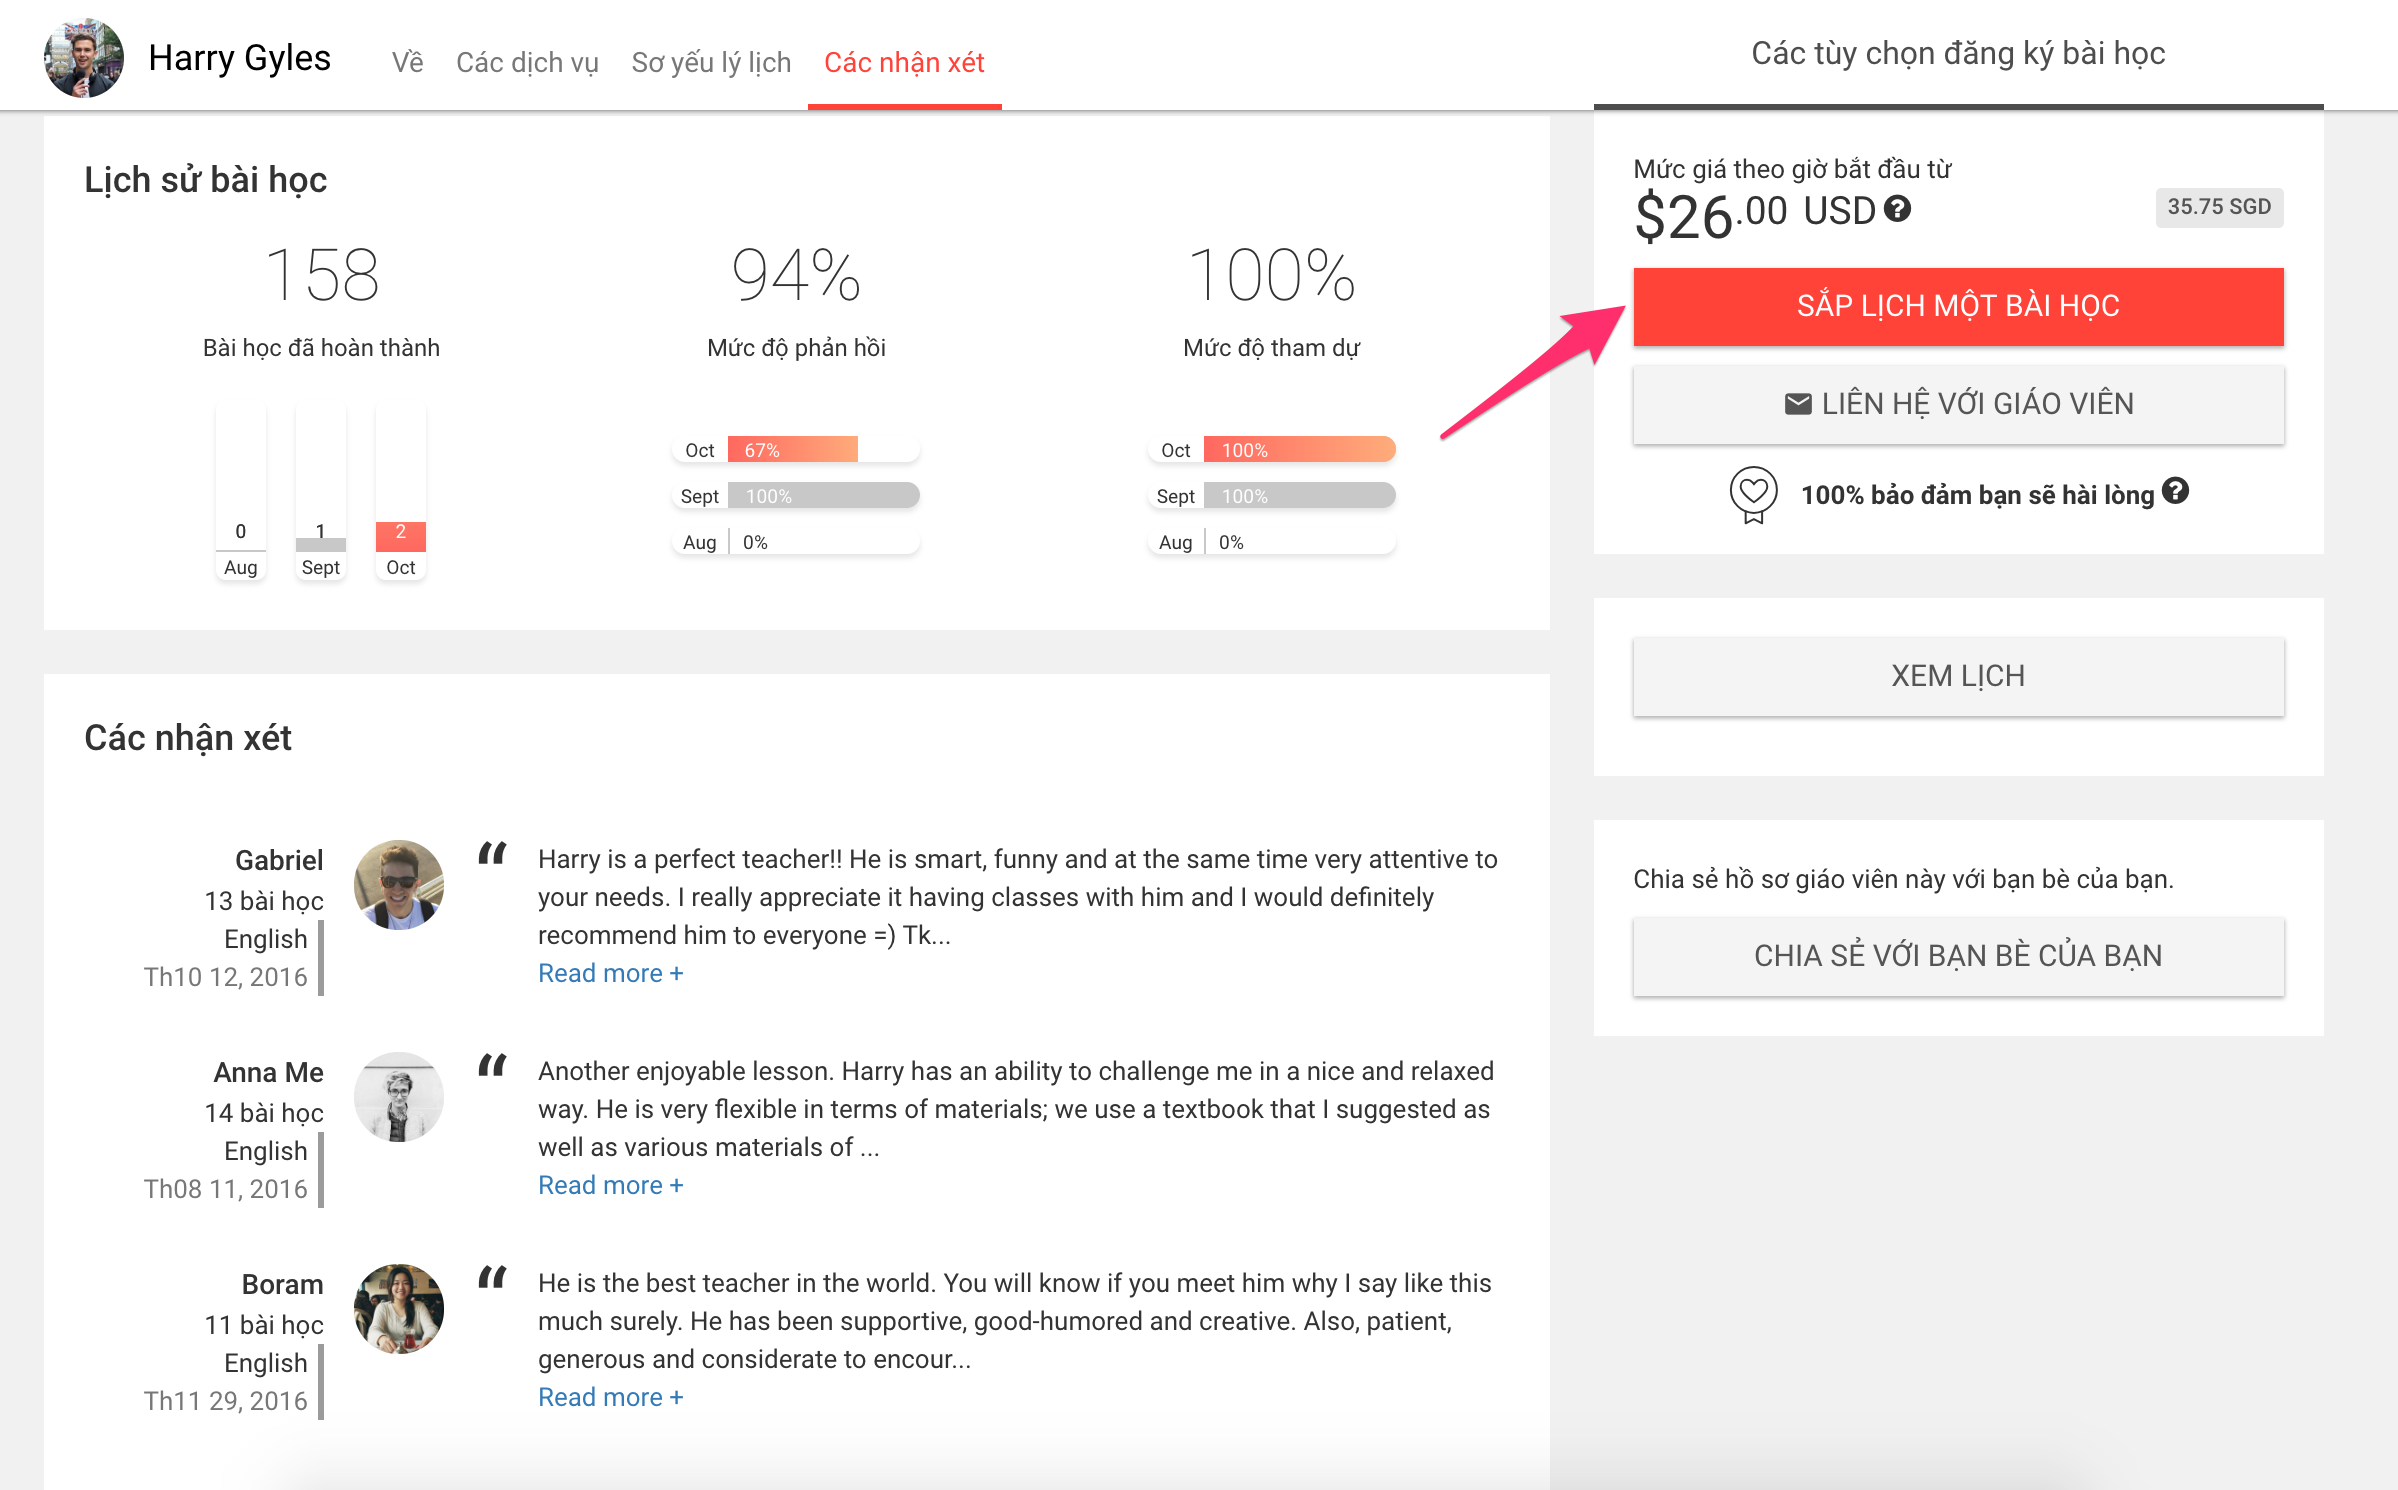 Harry Gyles
Về
Các dịch vụ
Sơ yếu lý lịch
Các nhận xét
Các tùy chọn đăng ký bài học
Lịch sử bài học
158
Bài học đã hoàn thành
0
Aug
1
Sept
2
Oct
94%
Mức độ phản hồi
Oct 67%
Sept 100%
Aug 0%
100%
Mức độ tham dự
Oct 100%
Sept 100%
Aug 0%
Mức giá theo giờ bắt đầu từ
$26.00 USD
35.75 SGD
SẮP LỊCH MỘT BÀI HỌC
LIÊN HỆ VỚI GIÁO VIÊN
100% bảo đảm bạn sẽ hài lòng
XEM LỊCH
Chia sẻ hồ sơ giáo viên này với bạn bè của bạn.
CHIA SẺ VỚI BẠN BÈ CỦA BẠN
Các nhận xét
Gabriel
13 bài học
English
Th10 12, 2016
Harry is a perfect teacher!! He is smart, funny and at the same time very attentive to
your needs. I really appreciate it having classes with him and I would definitely
recommend him to everyone =) Tk...
Read more +
Anna Me
14 bài học
English
Th08 11, 2016
Another enjoyable lesson. Harry has an ability to challenge me in a nice and relaxed
way. He is very flexible in terms of materials; we use a textbook that I suggested as
well as various materials of ...
Read more +
Boram
11 bài học
English
Th11 29, 2016
He is the best teacher in the world. You will know if you meet him why I say like this
much surely. He has been supportive, good-humored and creative. Also, patient,
generous and considerate to encour...
Read more +